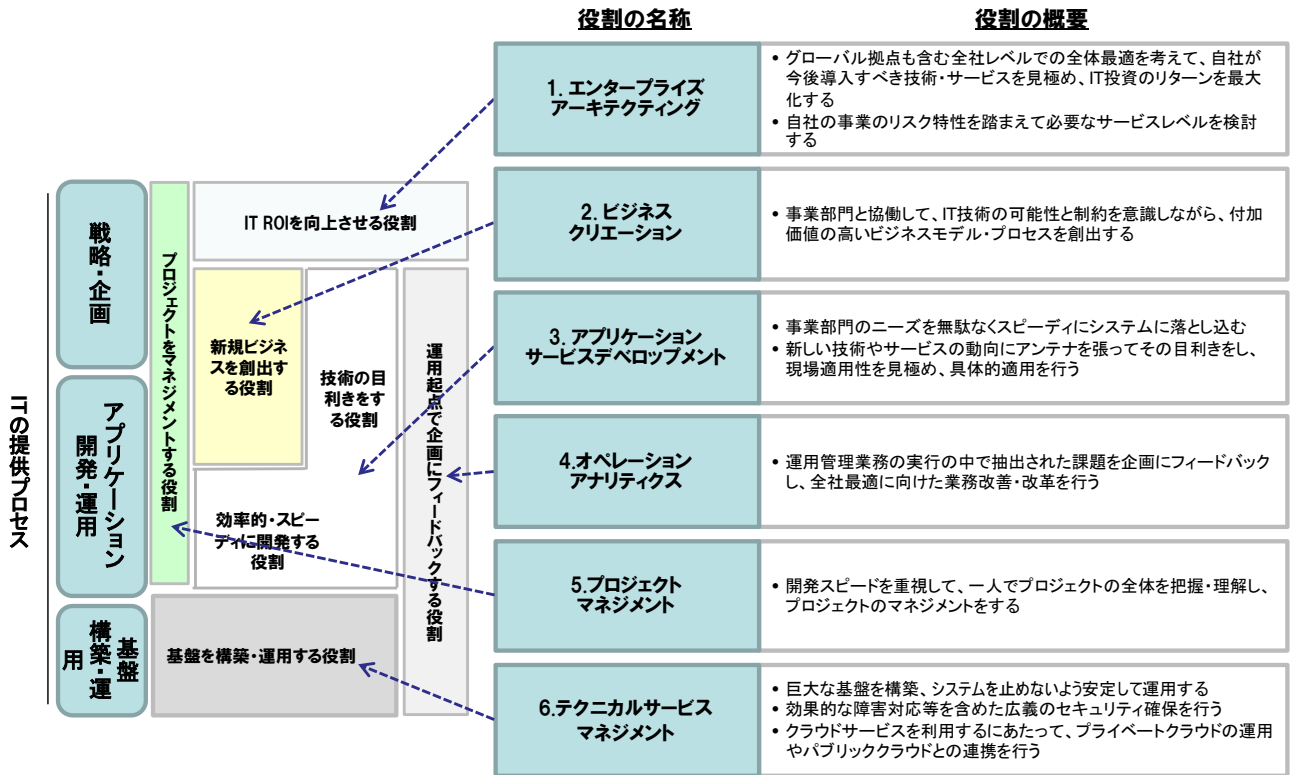 役割の名称
役割の概要
1. エンタープライズ
アーキテクティング
• グローバル拠点も含む全社レベルでの全体最適を考えて、自社が
今後導入すべき技術・サービスを見極め、IT投資のリターンを最大
化する
• 自社の事業のリスク特性を踏まえて必要なサービスレベルを検討
する
2. ビジネス
クリエーション
• 事業部門と協働して、IT技術の可能性と制約を意識しながら、付加
価値の高いビジネスモデル・プロセスを創出する
3. アプリケーション
サービスデベロップメント
• 事業部門のニーズを無駄なくスピーディにシステムに落とし込む
• 新しい技術やサービスの動向にアンテナを張ってその目利きをし、
現場適用性を見極め、具体的適用を行う
4.オペレーション
アナリティクス
• 運用管理業務の実行の中で抽出された課題を企画にフィードバック
し、全社最適に向けた業務改善・改革を行う
5.プロジェクト
マネジメント
• 開発スピードを重視して、一人でプロジェクトの全体を把握・理解し、
プロジェクトのマネジメントをする
6.テクニカルサービス
マネジメント
• 巨大な基盤を構築、システムを止めないよう安定して運用する
• 効果的な障害対応等を含めた広義のセキュリティ確保を行う
• クラウドサービスを利用するにあたって、プライベートクラウドの運用
やパブリッククラウドとの連携を行う
ITの提供プロセス
戦略・企画
アプリケーション
開発・運用
基盤
構築・運
用
プロジェクトをマネジメントする役割
IT ROIを向上させる役割
新規ビジネ
スを創出す
る役割
技術の目
利きをす
る役割
効率的・スピー
ディに開発する
役割
運用起点で企画にフィードバックする役割
基盤を構築・運用する役割